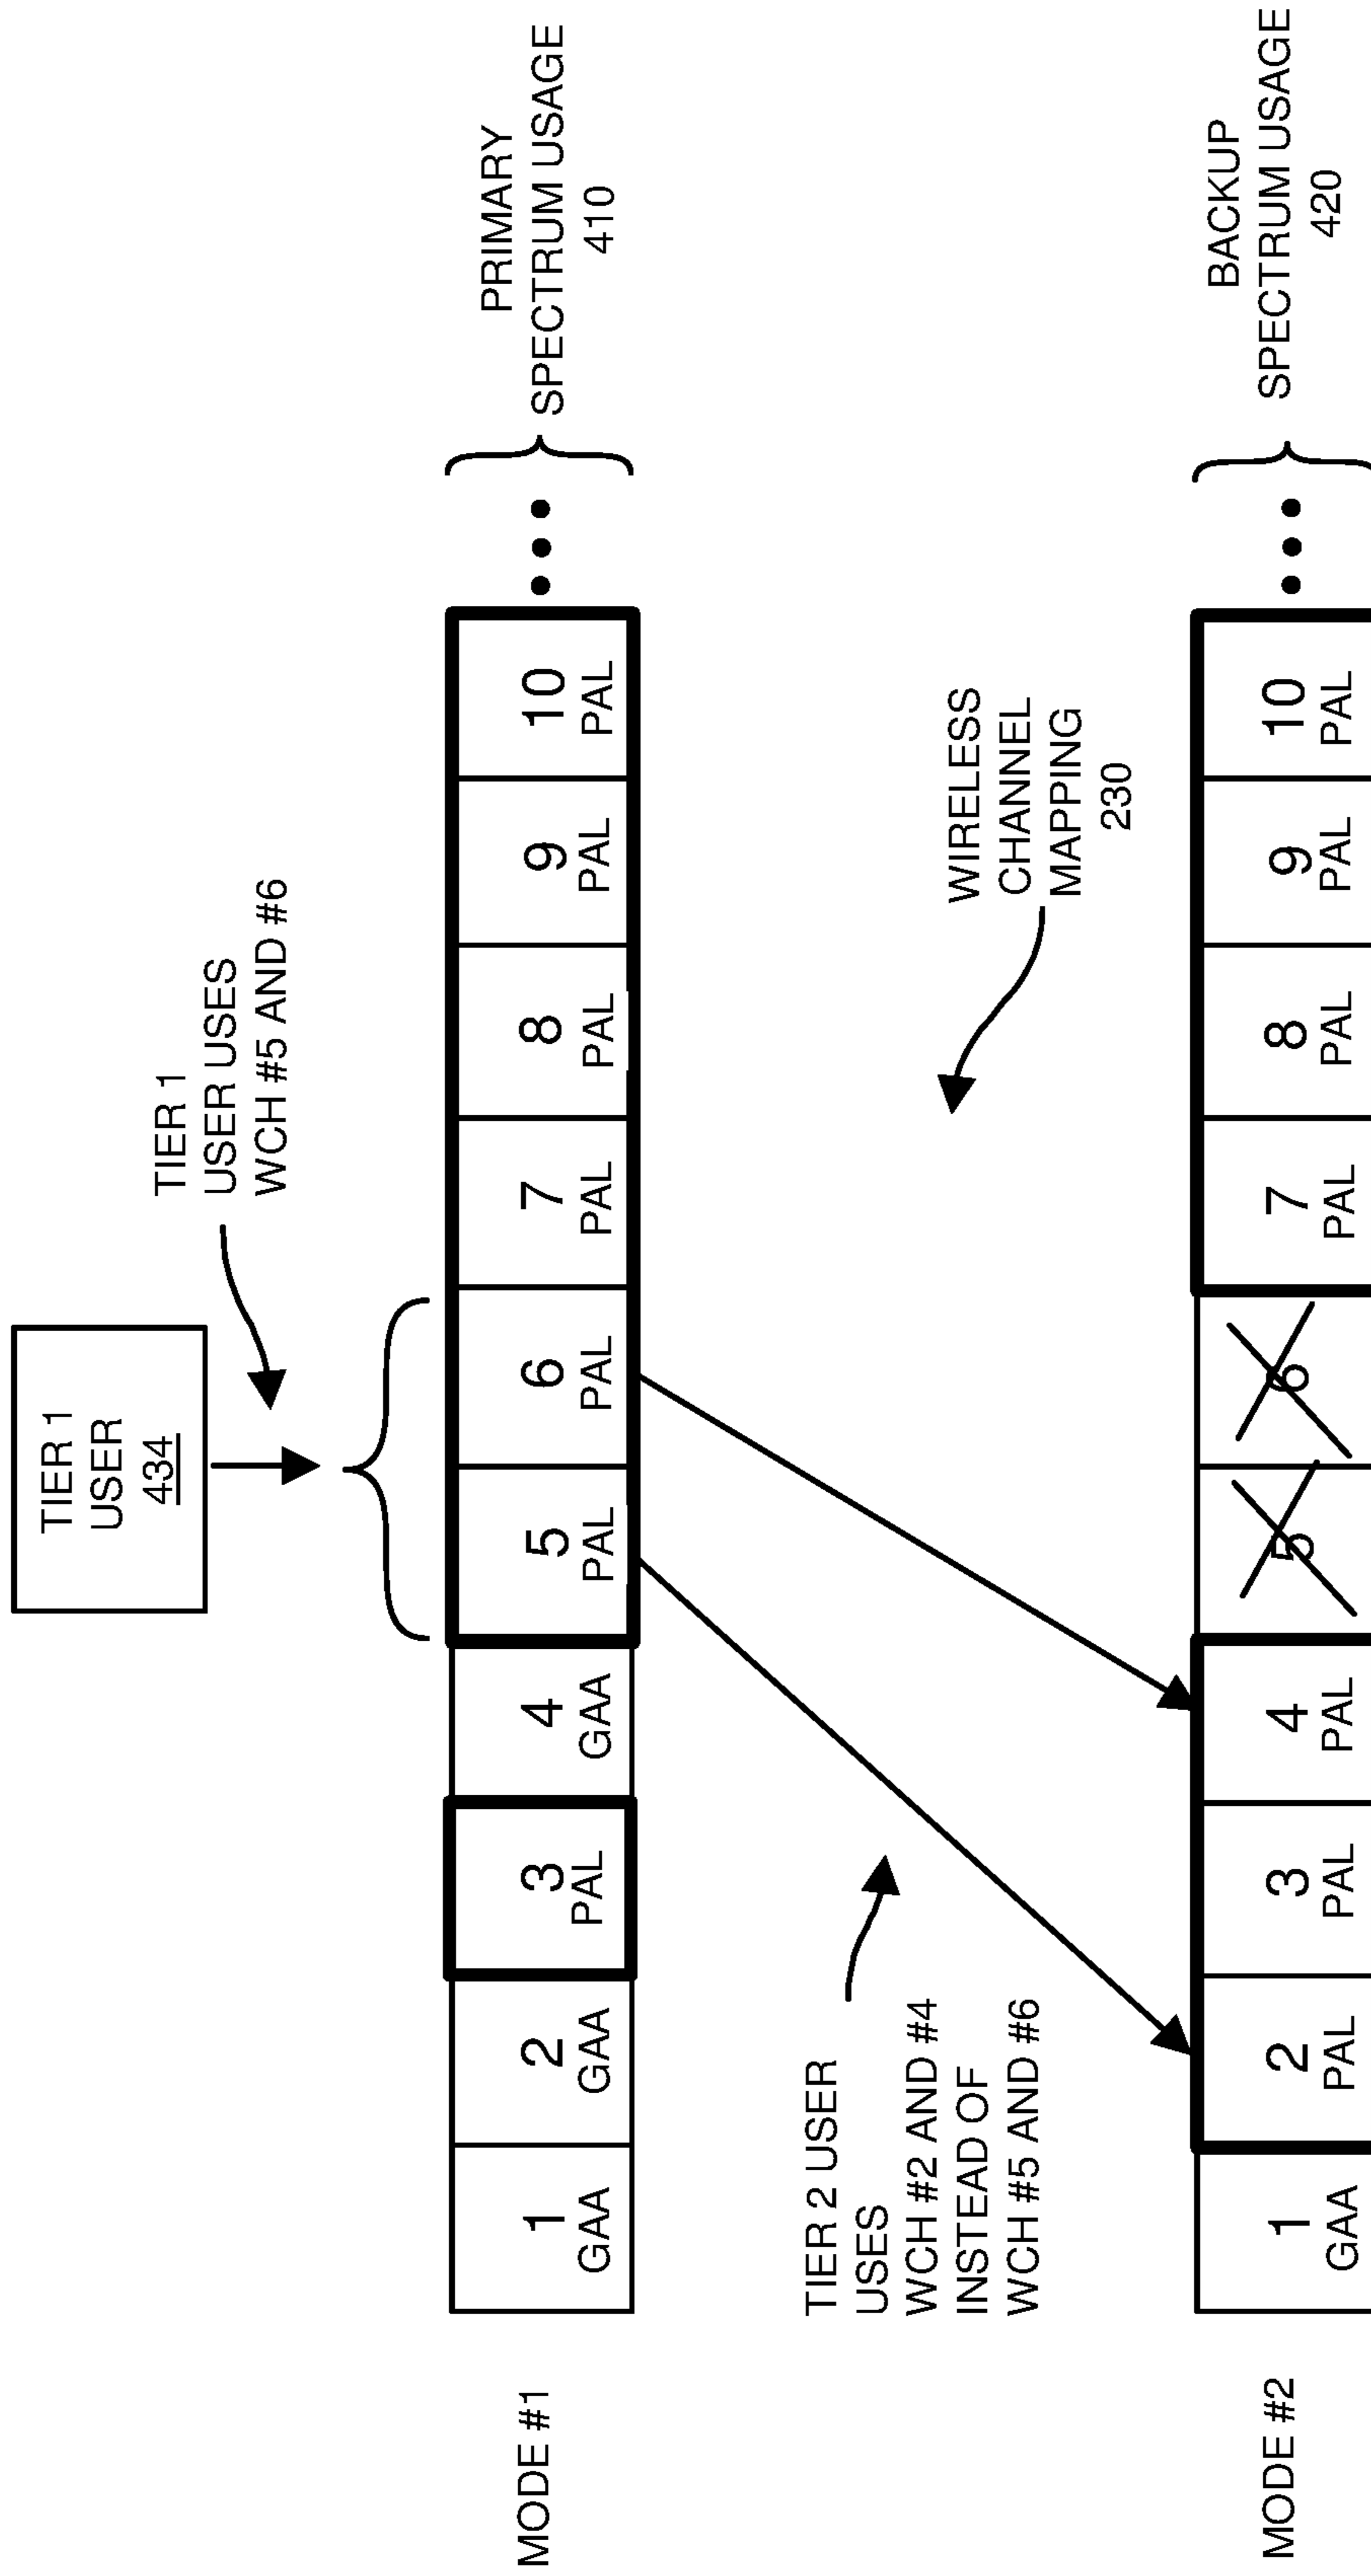 TIER 1
USER
434
TIER 1
USER USES
WCH #5 AND #6
MODE #1
1
GAA
2
GAA
3
PAL
4
GAA
5
PAL
6
PAL
7
PAL
8
PAL
9
PAL
10
PAL
PRIMARY
SPECTRUM USAGE
410
TIER 2 USER
USES
WCH #2 AND #4
INSTEAD OF
WCH #5 AND #6
WIRELESS
CHANNEL
MAPPING
230
MODE #2
1
GAA
2
PAL
3
PAL
4
PAL
5
6
7
PAL
8
PAL
9
PAL
10
PAL
BACKUP
SPECTRUM USAGE
420